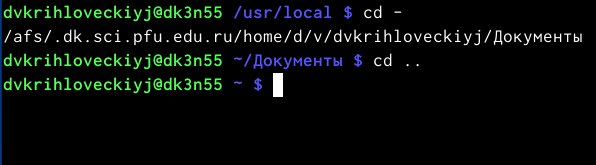 dvkrihloveckiyj@dk3n55 /usr/local $ cd -
/afs/.dk.sci.pfu.edu.ru/home/d/v/dvkrihloveckiyj/Документы
dvkrihloveckiyj@dk3n55 ~/Документы $ cd ..
dvkrihloveckiyj@dk3n55 ~ $